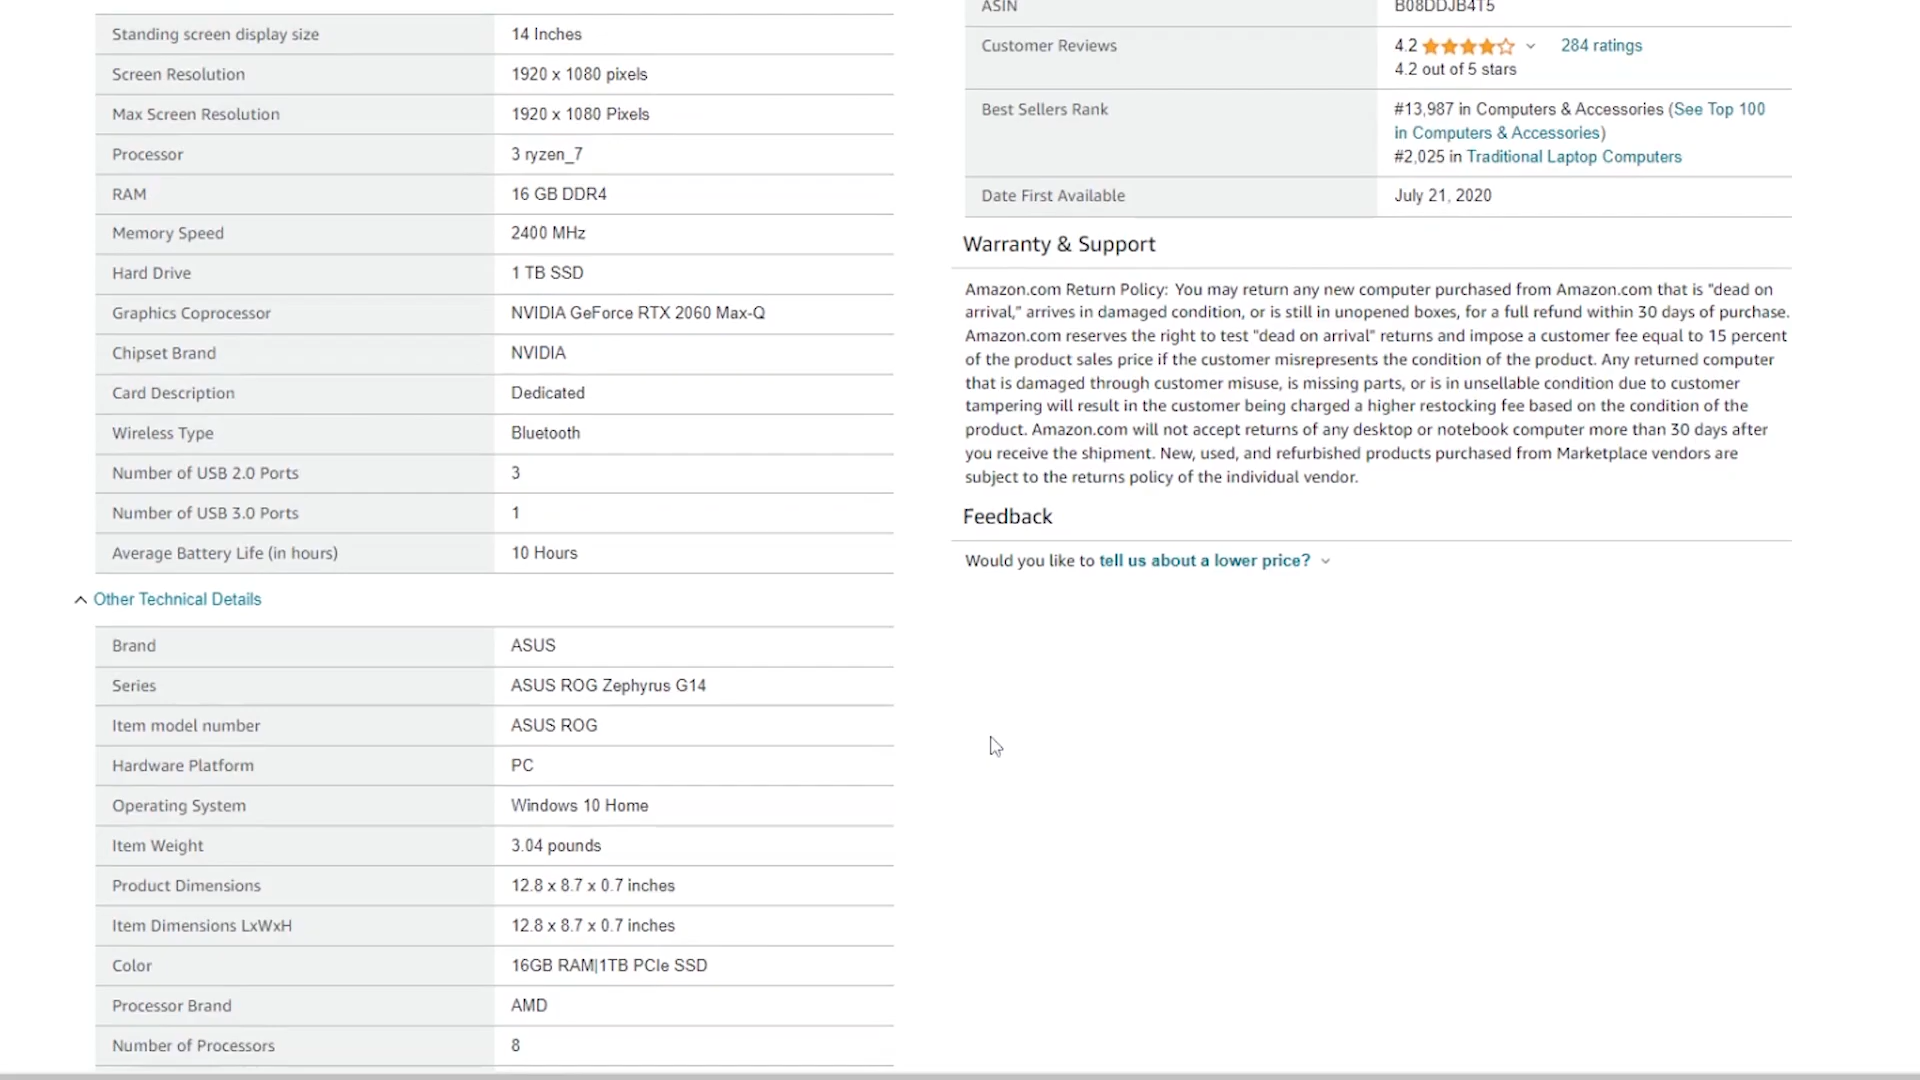 Standing screen display size 14 Inches
Screen Resolution 1920 x 1080 pixels
Max Screen Resolution 1920 x 1080 Pixels
Processor 3 ryzen_7
RAM 16 GB DDR4
Memory Speed 2400 MHz
Hard Drive 1 TB SSD
Graphics Coprocessor NVIDIA GeForce RTX 2060 Max-Q
Chipset Brand NVIDIA
Card Description Dedicated
Wireless Type Bluetooth
Number of USB 2.0 Ports 3
Number of USB 3.0 Ports 1
Average Battery Life (in hours) 10 Hours
Other Technical Details
Brand ASUS
Series ASUS ROG Zephyrus G14
Item model number ASUS ROG
Hardware Platform PC
Operating System Windows 10 Home
Item Weight 3.04 pounds
Product Dimensions 12.8 x 8.7 x 0.7 inches
Item Dimensions LxWxH 12.8 x 8.7 x 0.7 inches
Color 16GB RAM|1TB PCIe SSD
Processor Brand AMD
Number of Processors 8
ASIN B08DDJB4T5
Customer Reviews 4.2 284 ratings
4.2 out of 5 stars
Best Sellers Rank #13,987 in Computers & Accessories (See Top 100
in Computers & Accessories)
#2,025 in Traditional Laptop Computers
Date First Available July 21, 2020
Warranty & Support
Amazon.com Return Policy: You may return any new computer purchased from Amazon.com that is "dead on
arrival," arrives in damaged condition, or is still in unopened boxes, for a full refund within 30 days of purchase.
Amazon.com reserves the right to test "dead on arrival" returns and impose a customer fee equal to 15 percent
of the product sales price if the customer misrepresents the condition of the product. Any returned computer
that is damaged through customer misuse, is missing parts, or is in unsellable condition due to customer
tampering will result in the customer being charged a higher restocking fee based on the condition of the
product. Amazon.com will not accept returns of any desktop or notebook computer more than 30 days after
you receive the shipment. New, used, and refurbished products purchased from Marketplace vendors are
subject to the returns policy of the individual vendor.
Feedback
Would you like to tell us about a lower price?